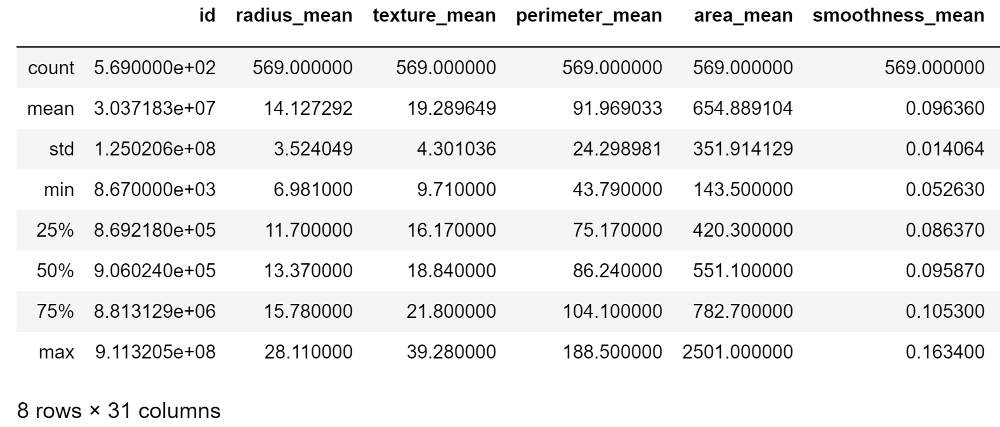 id radius_mean texture_mean perimeter_mean area_mean smoothness_mean
count 5.690000e+02 569.000000 569.000000 569.000000 569.000000 569.000000
mean 3.037183e+07 14.127292 19.289649 91.969033 654.889104 0.096360
std 1.250206e+08 3.524049 4.301036 24.298981 351.914129 0.014064
min 8.670000e+03 6.981000 9.710000 43.790000 143.500000 0.052630
25% 8.692180e+05 11.700000 16.170000 75.170000 420.300000 0.086370
50% 9.060240e+05 13.370000 18.840000 86.240000 551.100000 0.095870
75% 8.813129e+06 15.780000 21.800000 104.100000 782.700000 0.105300
max 9.113205e+08 28.110000 39.280000 188.500000 2501.000000 0.163400
8 rows × 31 columns